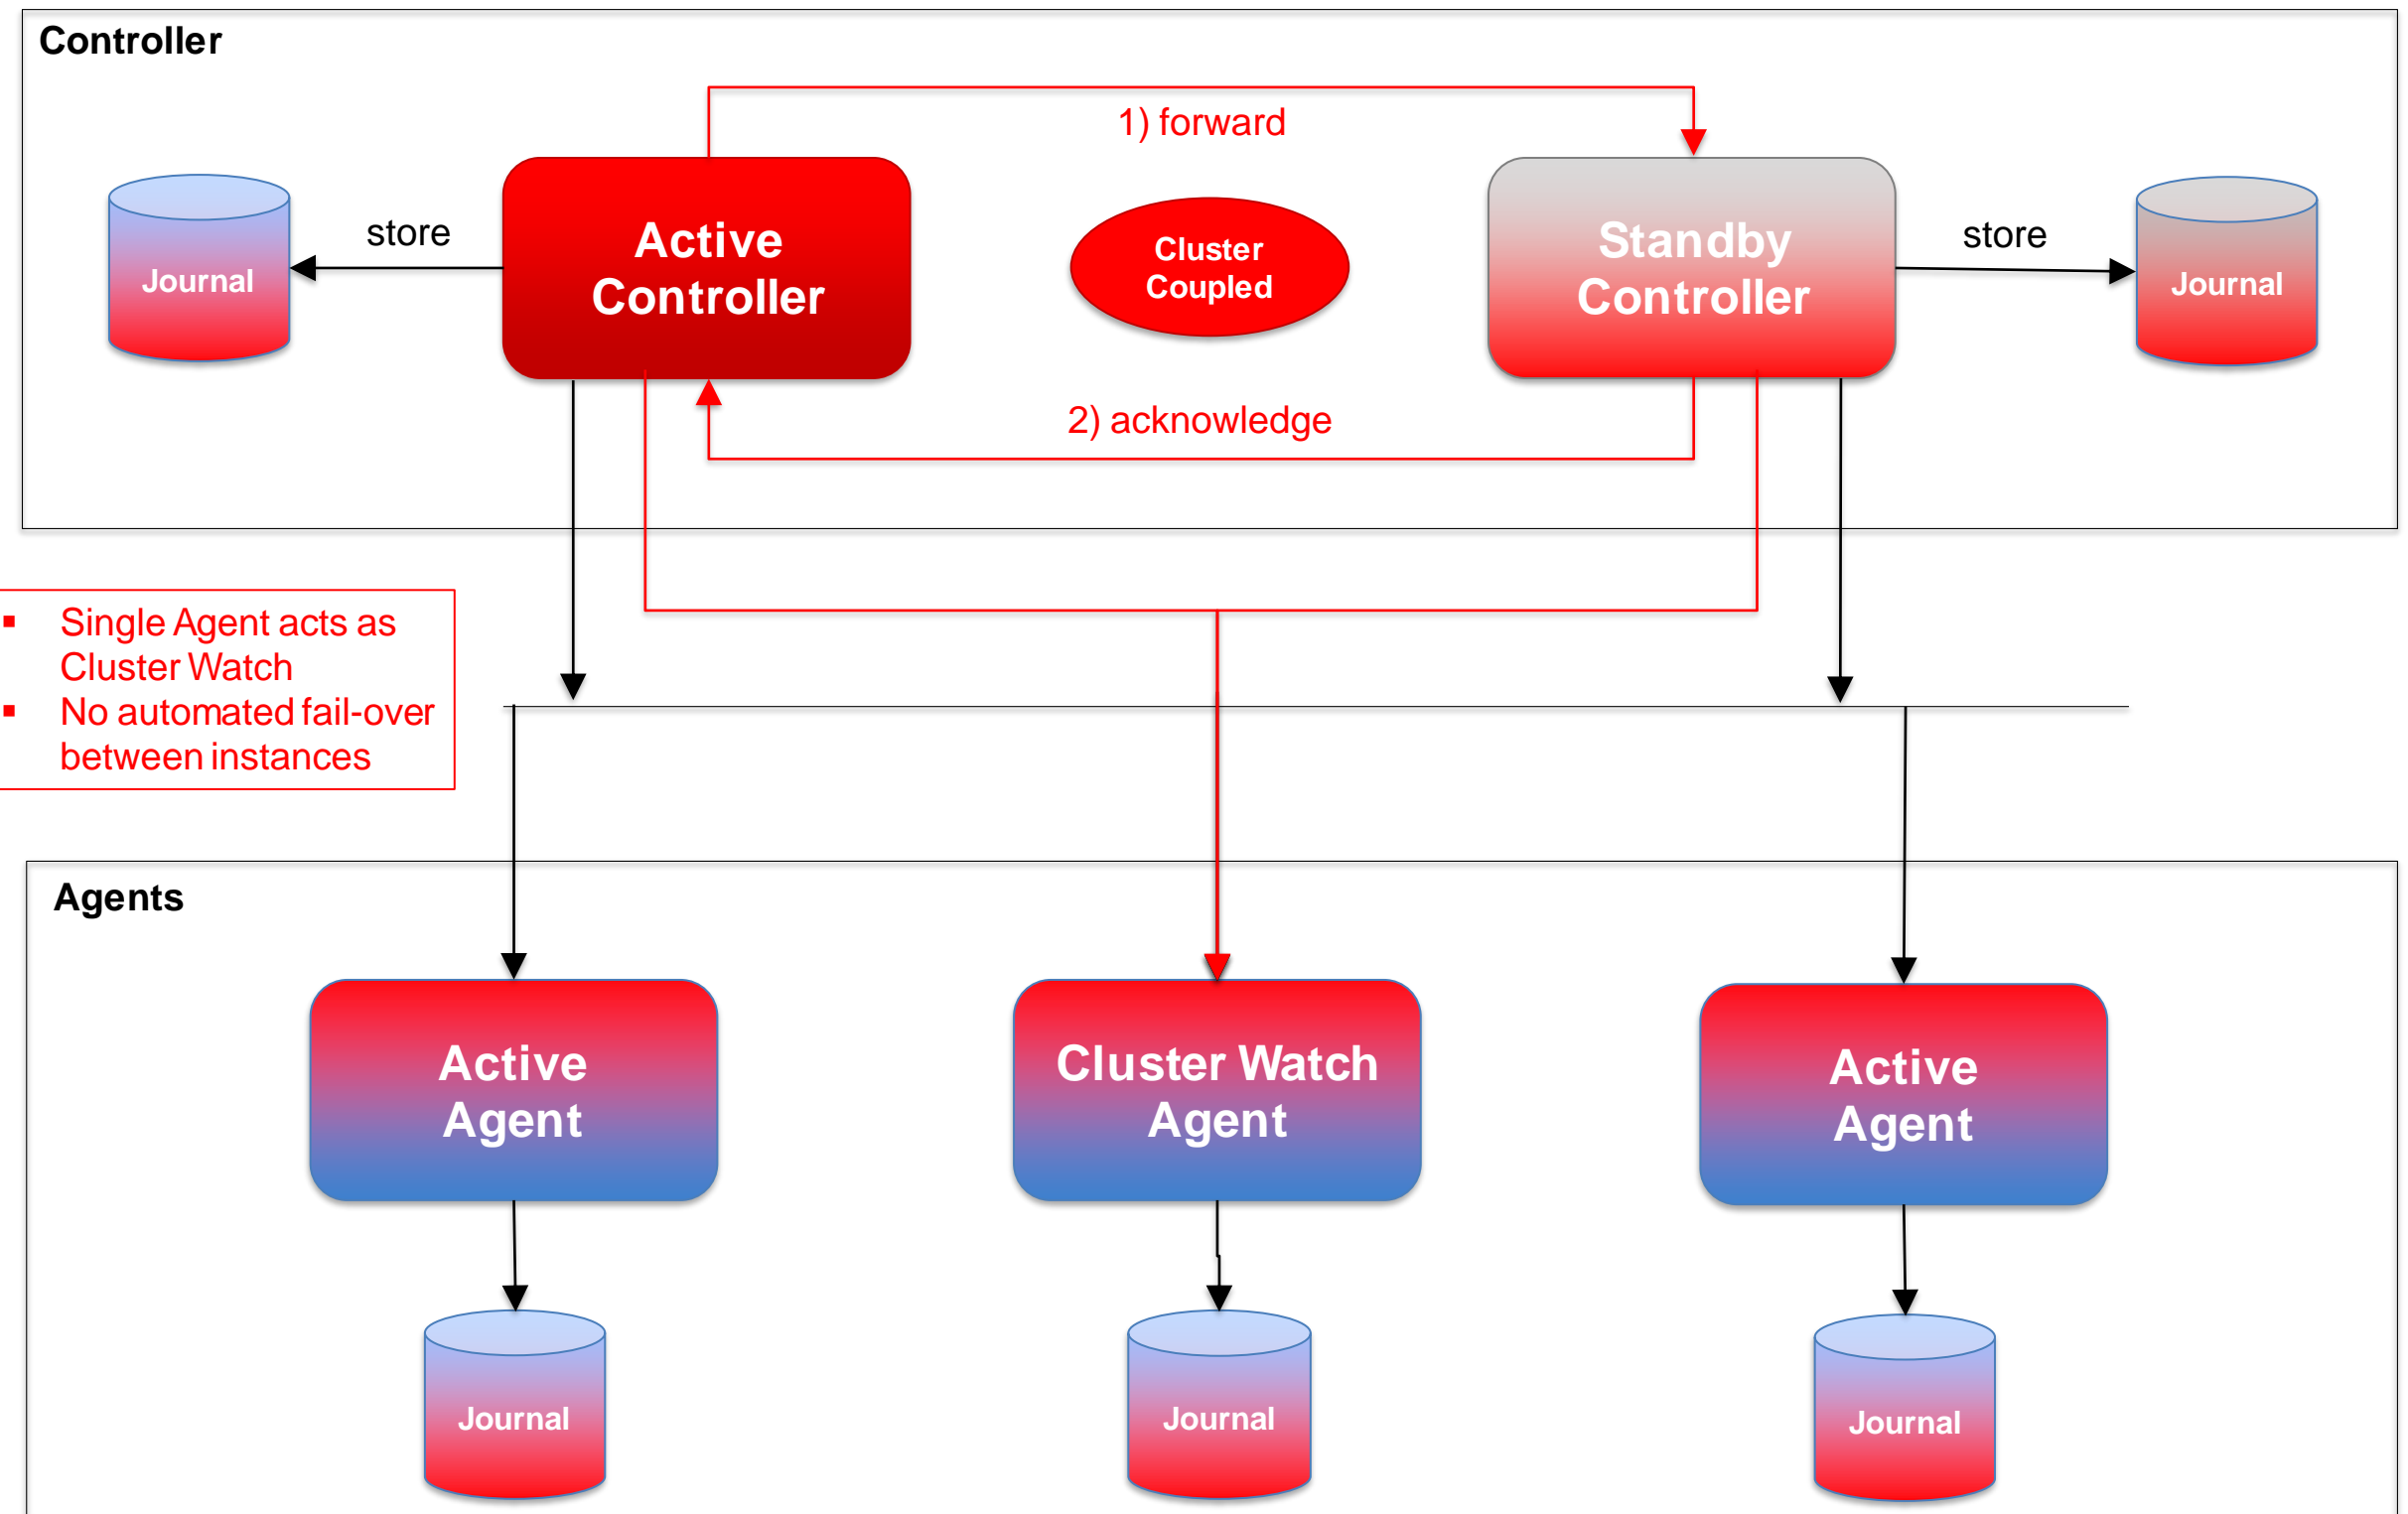 Controller
1) forward
Journal
store
Active
Controller
Cluster
Coupled
Standby
Controller
store
Journal
2) acknowledge
▪ Single Agent acts as
Cluster Watch
▪ No automated fail-over
between instances
Agents
Active
Agent
Cluster Watch
Agent
Active
Agent
Journal
Journal
Journal